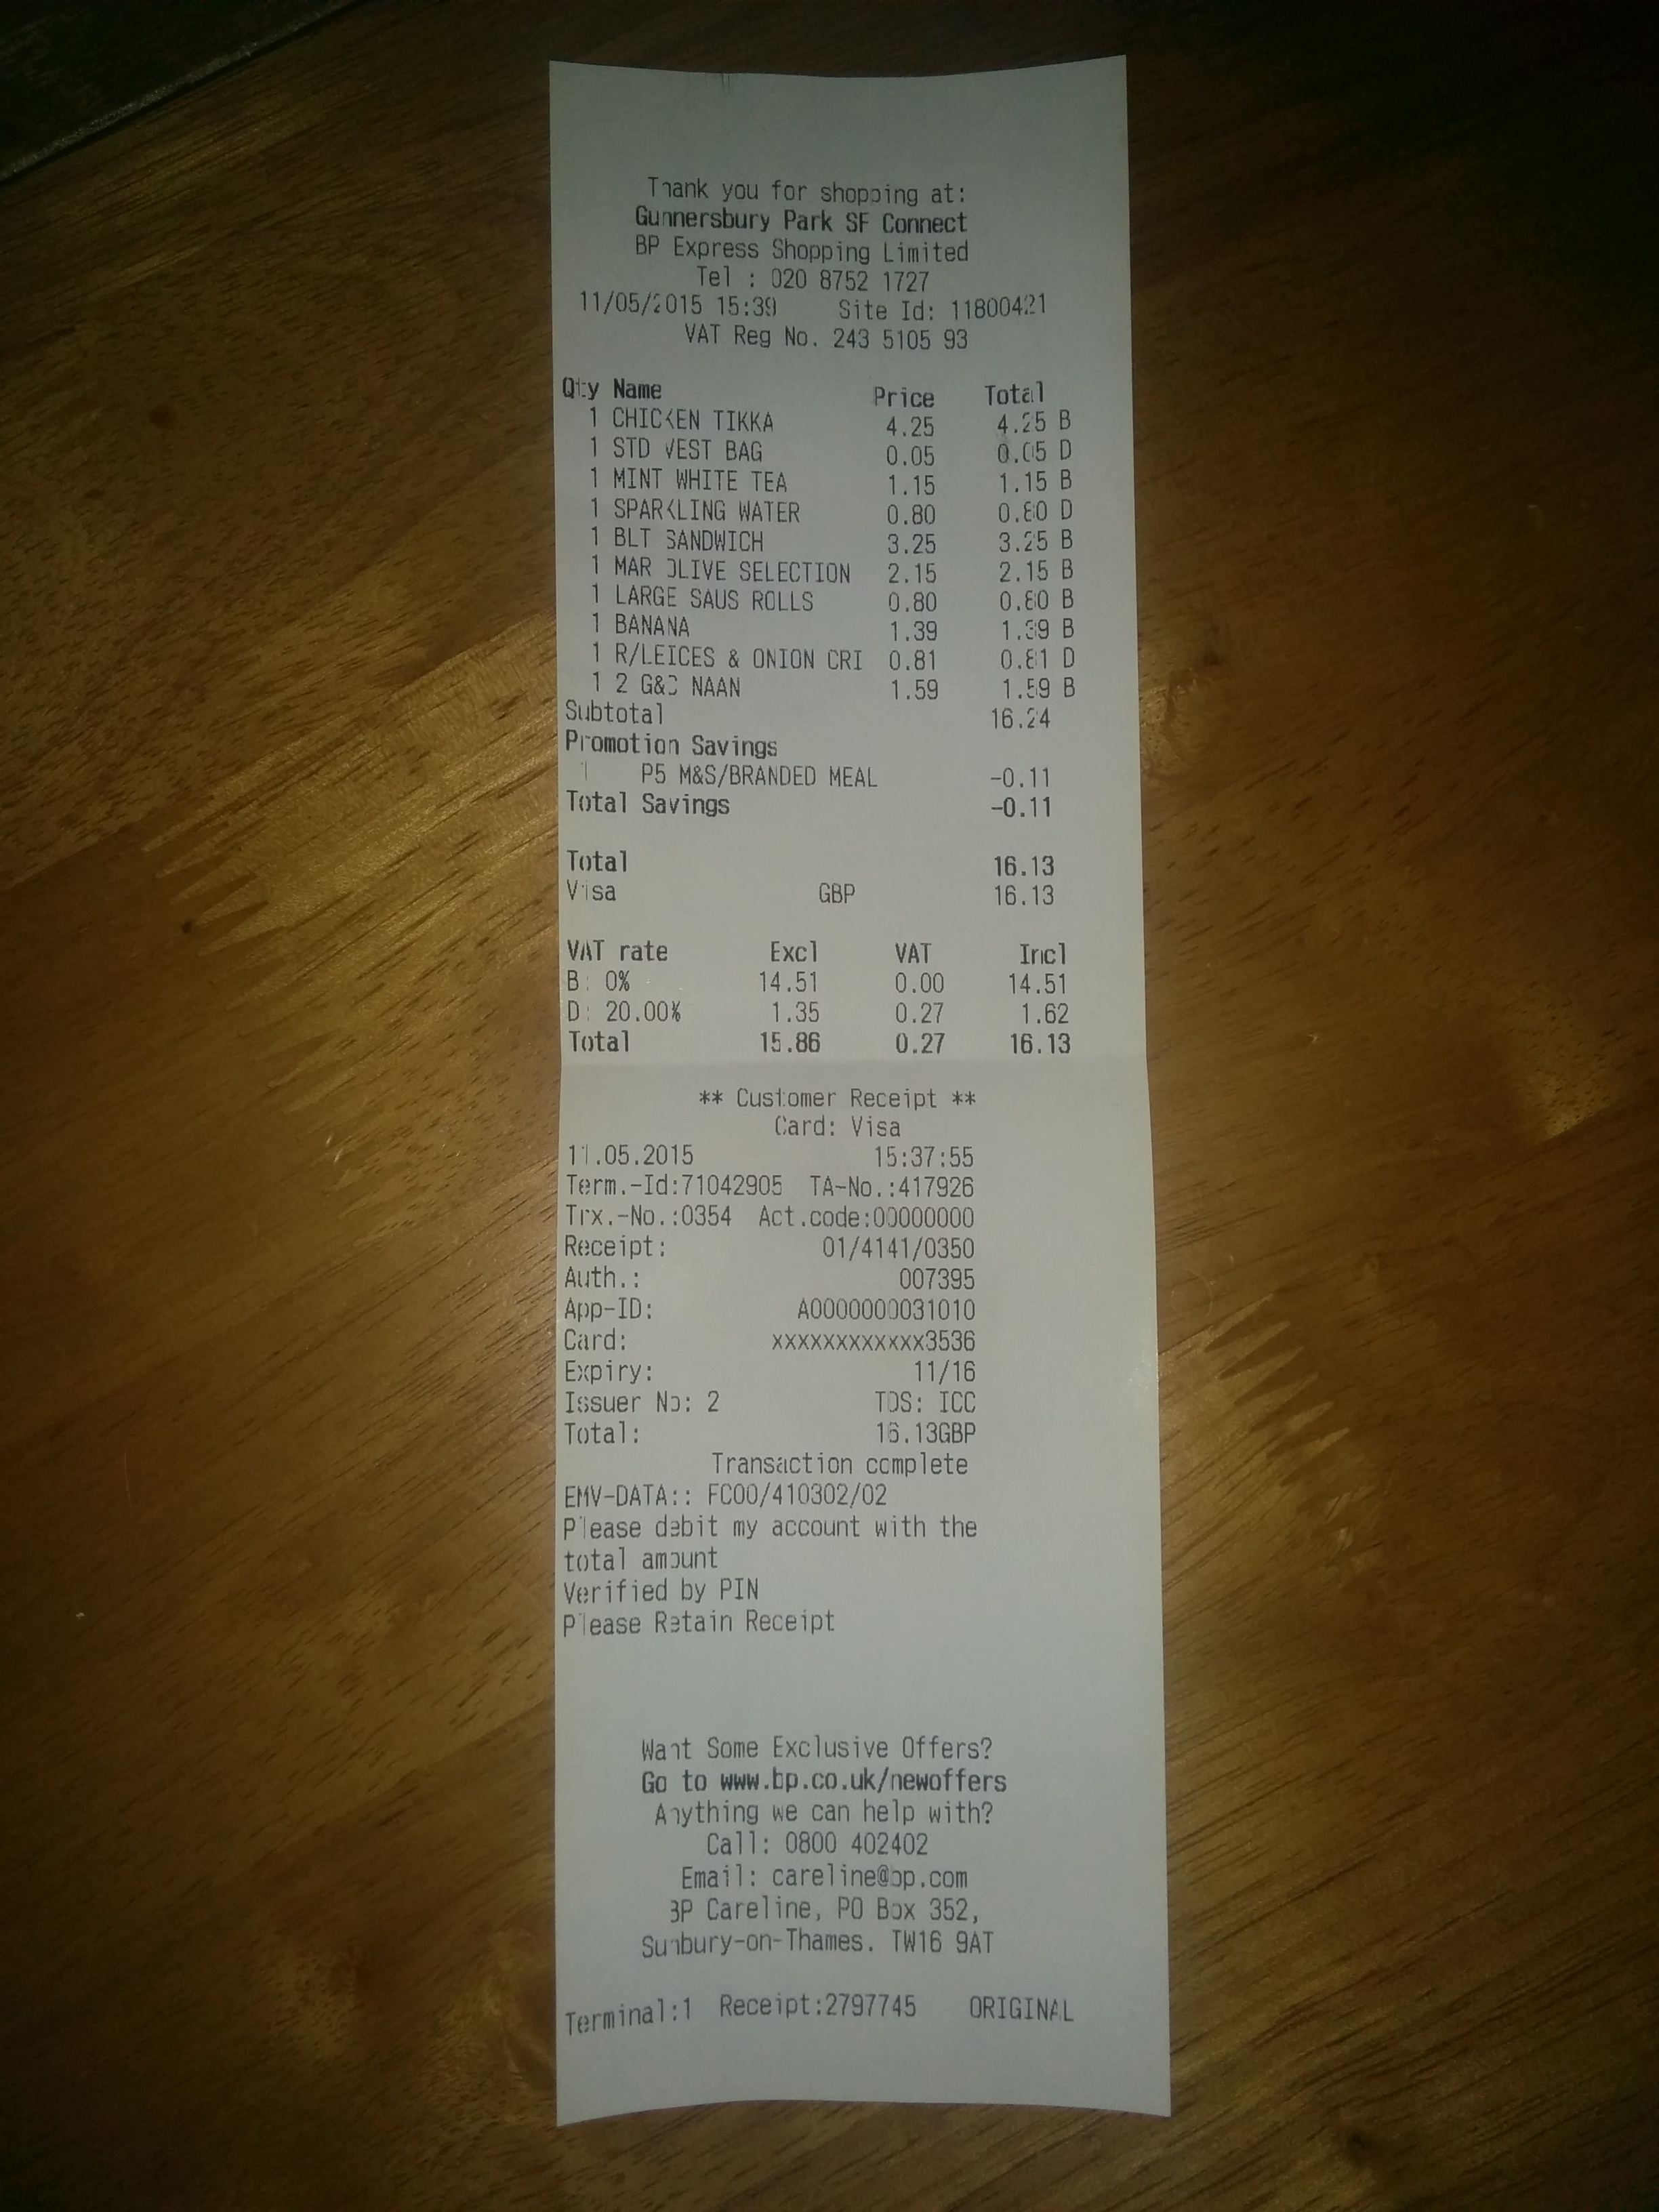 Thank you for shopping at:
Gunnersbury Park SF Connect
BP Express Shopping Limited
Tel : 020 8752 1727
11/05/2015 15:39 Site Id: 11800421
VAT Reg No. 243 5105 93
Qty Name Price Total
1 CHICKEN TIKKA 4.25 4.25 B
1 STD VEST BAG 0.05 0.05 D
1 MINT WHITE TEA 1.15 1.15 B
1 SPARKLING WATER 0.80 0.80 D
1 BLT SANDWICH 3.25 3.25 B
1 MAR OLIVE SELECTION 2.15 2.15 B
1 LARGE SAUS ROLLS 0.80 0.80 B
1 BANANA 1.39 1.39 B
1 R/LEICES & ONION CRI 0.81 0.81 D
1 2 G&C NAAN 1.59 1.59 B
Subtotal 16.24
Promotion Savings
1 P5 M&S/BRANDED MEAL -0.11
Total Savings -0.11
Total 16.13
Visa GBP 16.13
VAT rate Excl VAT Incl
B: 0% 14.51 0.00 14.51
D: 20.00% 1.35 0.27 1.62
Total 15.86 0.27 16.13
** Customer Receipt **
Card: Visa
11.05.2015 15:37:55
Term.-Id:71042905 TA-No.:417926
Trx.-No.:0354 Act.code:00000000
Receipt: 01/4141/0350
Auth.: 007395
App-ID: A0000000031010
Card: xxxxxxxxxxxx3536
Expiry: 11/16
Issuer No: 2 TDS: ICC
Total: 16.13GBP
Transaction complete
EMV-DATA:: FC00/410302/02
Please debit my account with the
total amount
Verified by PIN
Please Retain Receipt
Want Some Exclusive Offers?
Go to www.bp.co.uk/newoffers
Anything we can help with?
Call: 0800 402402
Email: careline@bp.com
BP Careline, PO Box 352,
Sunbury-on-Thames. TW16 9AT
Terminal:1 Receipt:2797745 ORIGINAL